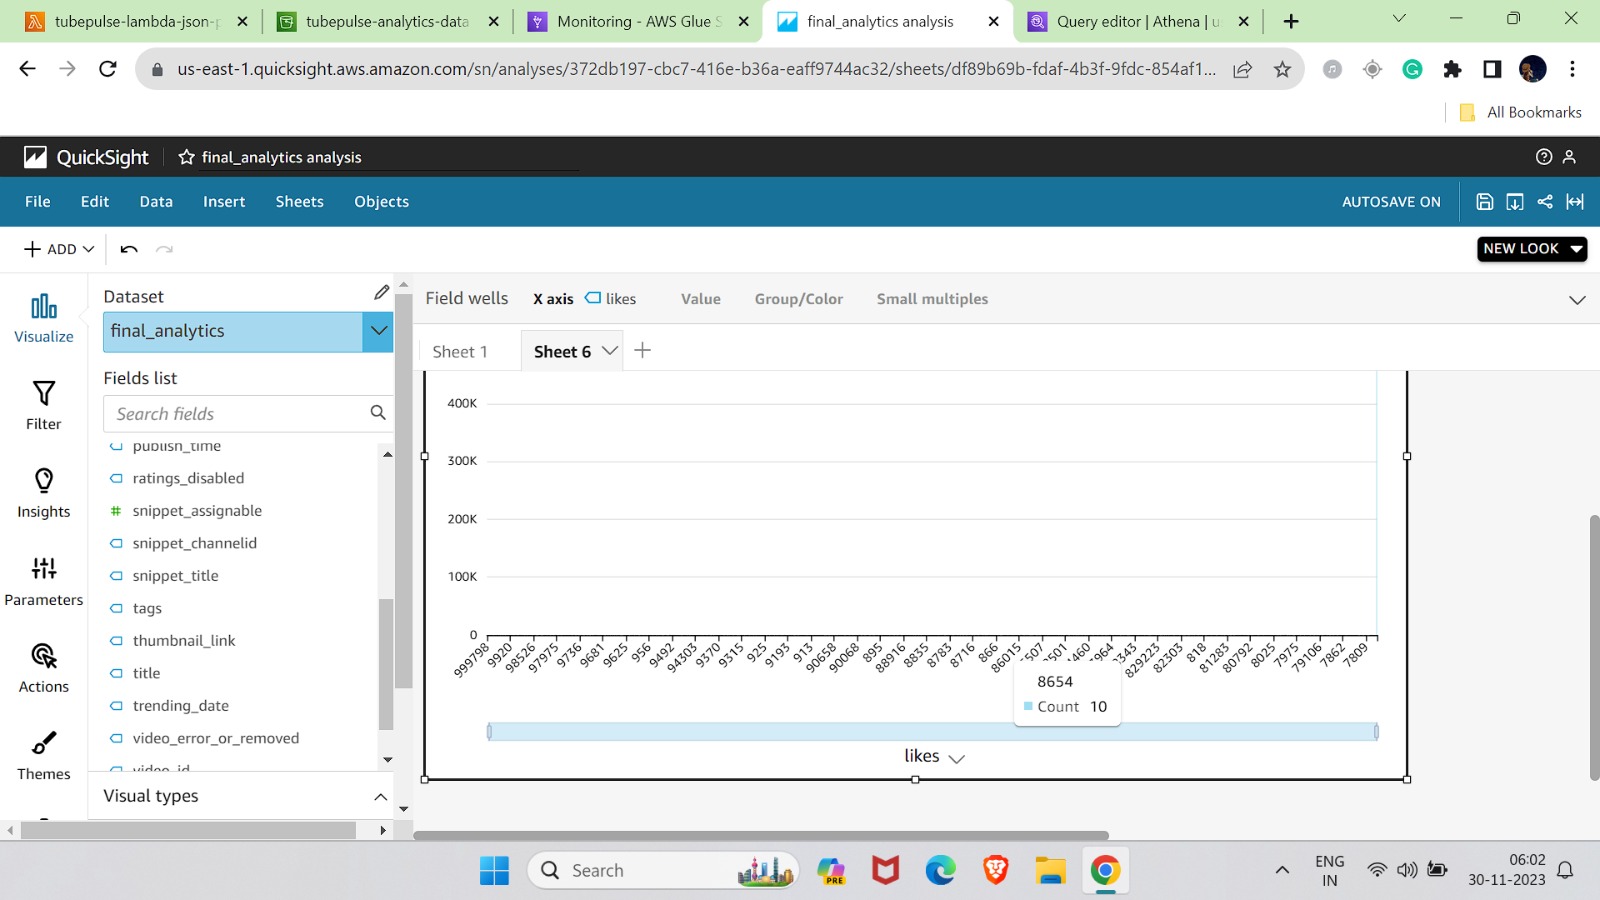 tubepulse-lambda-json-p
tubepulse-analytics-data
Monitoring - AWS Glue S
final_analytics analysis
Query editor | Athena | u
us-east-1.quicksight.aws.amazon.com/sn/analyses/372db197-cbc7-416e-b36a-eaff9744ac32/sheets/df89b69b-fdaf-4b3f-9fdc-854af1...
All Bookmarks
QuickSight
final_analytics analysis
File Edit Data Insert Sheets Objects
AUTOSAVE ON
ADD
NEW LOOK
Visualize
Filter
Insights
Parameters
Actions
Themes
Dataset
final_analytics
Fields list
Search fields
publish_time
ratings_disabled
snippet_assignable
snippet_channelid
snippet_title
tags
thumbnail_link
title
trending_date
video_error_or_removed
video_id
Visual types
Field wells X axis likes Value Group/Color Small multiples
Sheet 1 Sheet 6
400K
300K
200K
100K
0
999798 9920 98526 97975 9736 9681 9625 956 9492 94303 9370 9315 925 9193 913 90658 90068 895 88916 8835 8783 8716 866 86015 507 501 460 964 343 829223 82303 818 81283 80792 8025 7975 79106 7862 7809
8654
Count 10
likes
Search
PRE
ENG
IN
06:02
30-11-2023